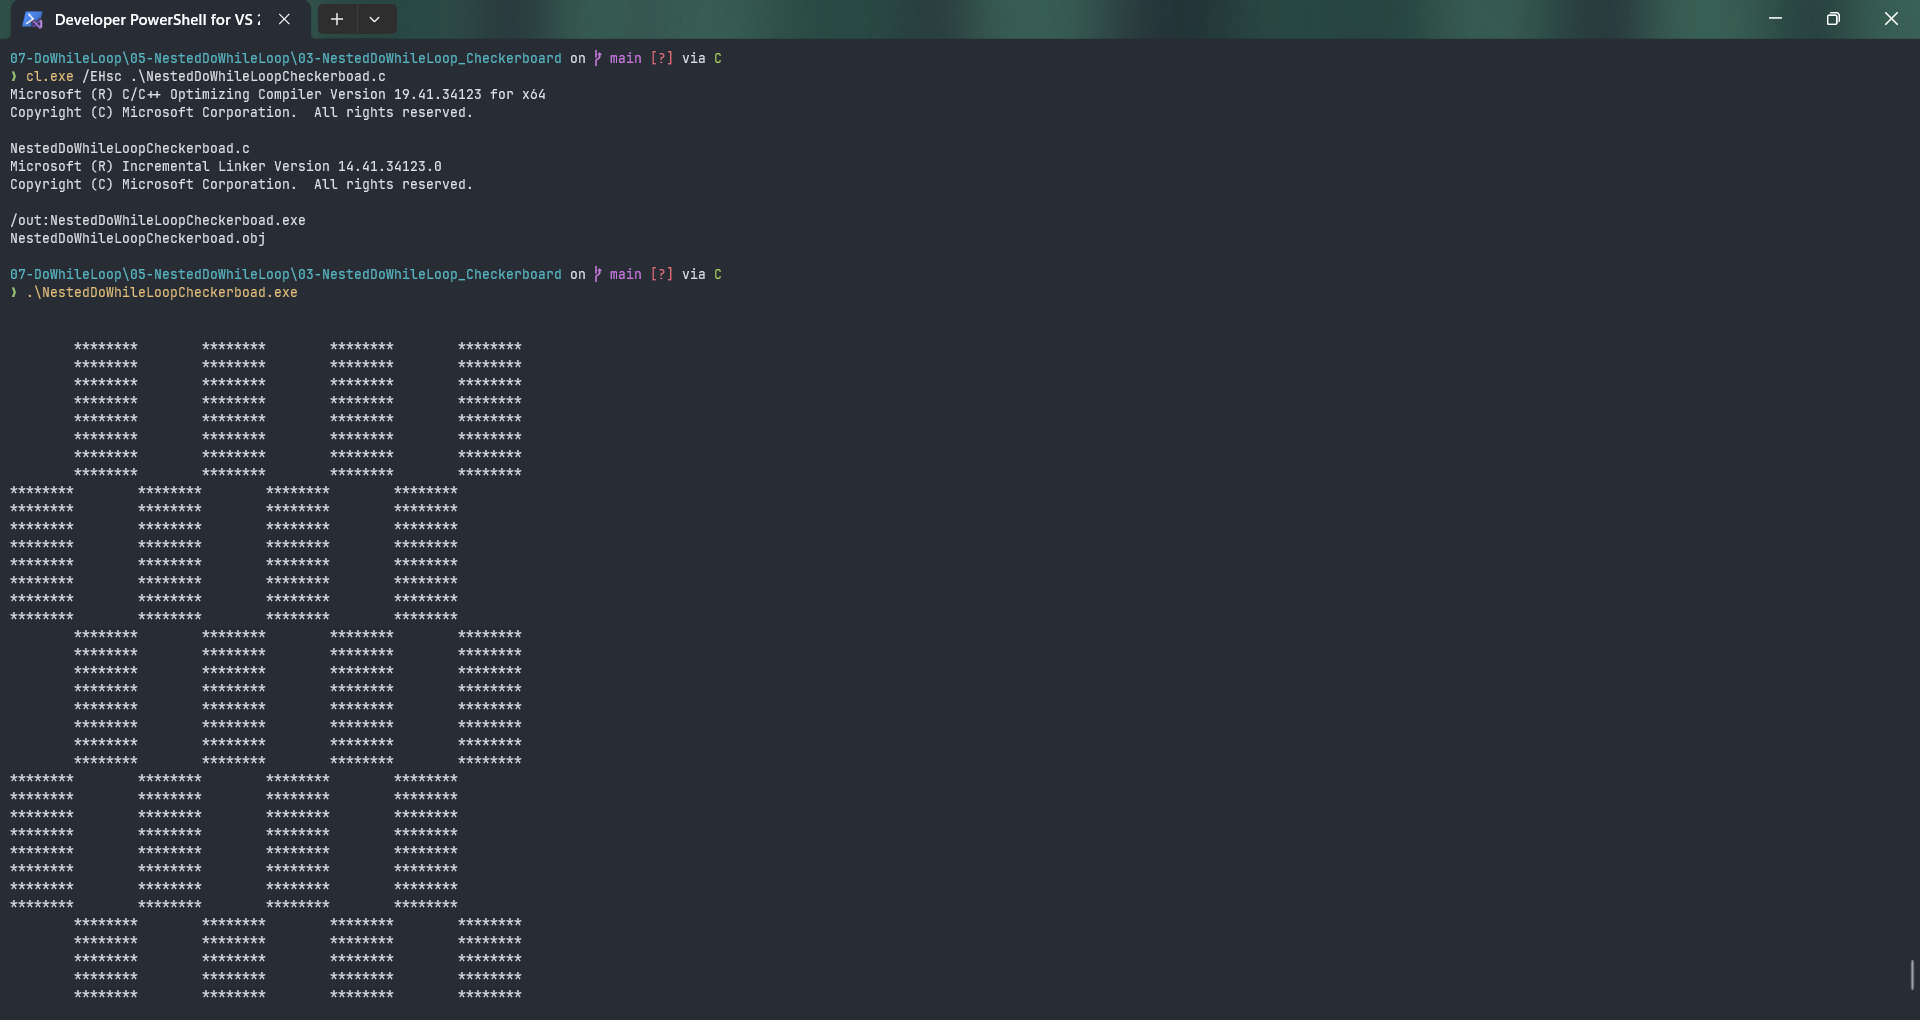 Developer PowerShell for VS 2
07-DoWhileLoop\05-NestedDoWhileLoop\03-NestedDoWhileLoop_Checkerboard on main [?] via C
❯ cl.exe /EHsc .\NestedDoWhileLoopCheckerboad.c
Microsoft (R) C/C++ Optimizing Compiler Version 19.41.34123 for x64
Copyright (C) Microsoft Corporation.  All rights reserved.
NestedDoWhileLoopCheckerboad.c
Microsoft (R) Incremental Linker Version 14.41.34123.0
Copyright (C) Microsoft Corporation.  All rights reserved.
/out:NestedDoWhileLoopCheckerboad.exe
NestedDoWhileLoopCheckerboad.obj
07-DoWhileLoop\05-NestedDoWhileLoop\03-NestedDoWhileLoop_Checkerboard on main [?] via C
❯ .\NestedDoWhileLoopCheckerboad.exe
        ********        ********        ********        ********
        ********        ********        ********        ********
        ********        ********        ********        ********
        ********        ********        ********        ********
        ********        ********        ********        ********
        ********        ********        ********        ********
        ********        ********        ********        ********
        ********        ********        ********        ********
********        ********        ********        ********
********        ********        ********        ********
********        ********        ********        ********
********        ********        ********        ********
********        ********        ********        ********
********        ********        ********        ********
********        ********        ********        ********
********        ********        ********        ********
        ********        ********        ********        ********
        ********        ********        ********        ********
        ********        ********        ********        ********
        ********        ********        ********        ********
        ********        ********        ********        ********
        ********        ********        ********        ********
        ********        ********        ********        ********
        ********        ********        ********        ********
********        ********        ********        ********
********        ********        ********        ********
********        ********        ********        ********
********        ********        ********        ********
********        ********        ********        ********
********        ********        ********        ********
********        ********        ********        ********
********        ********        ********        ********
        ********        ********        ********        ********
        ********        ********        ********        ********
        ********        ********        ********        ********
        ********        ********        ********        ********
        ********        ********        ********        ********